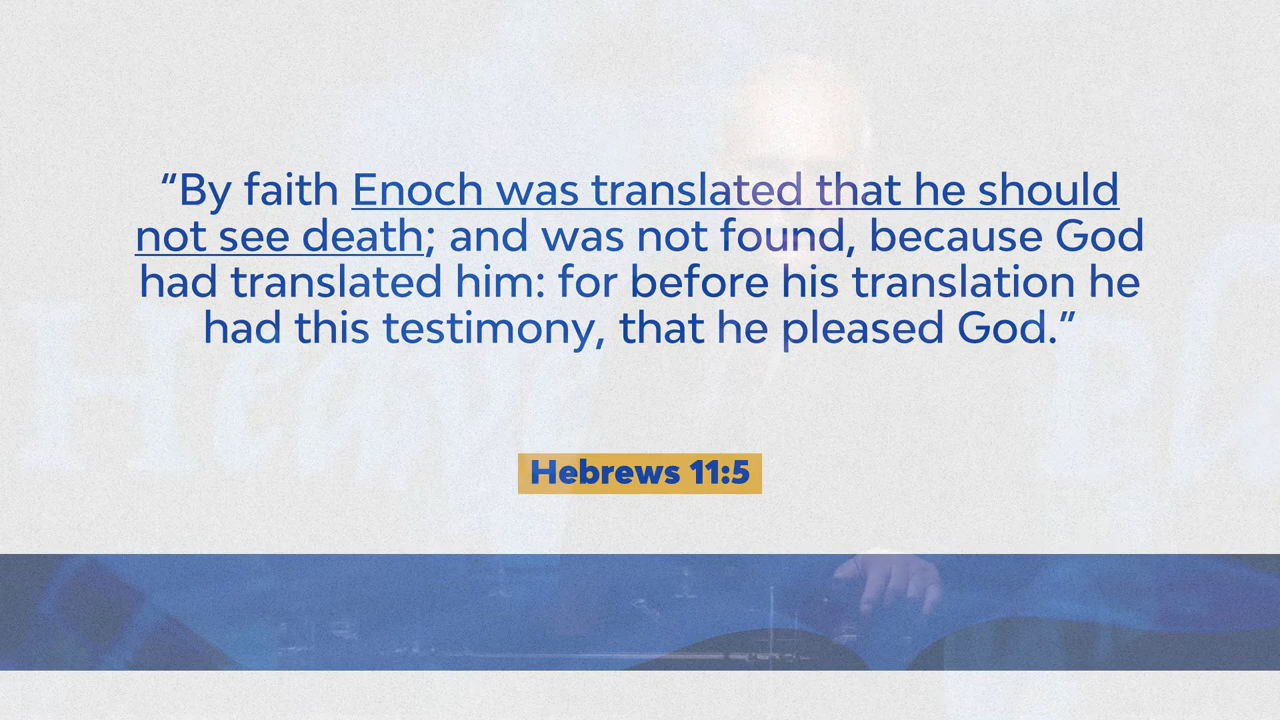 “By faith Enoch was translated that he should
not see death; and was not found, because God
had translated him: for before his translation he
had this testimony, that he pleased God.”
Hebrews 11:5